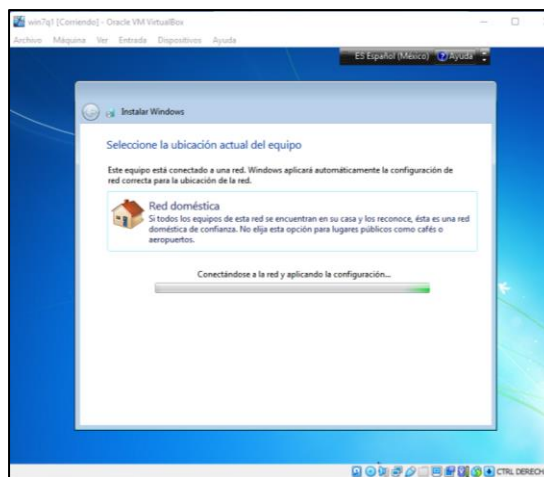 win7q1 [Corriendo] - Oracle VM VirtualBox
Archivo Máquina Ver Entrada Dispositivos Ayuda
ES Español (México) Ayuda
Instalar Windows
Seleccione la ubicación actual del equipo
Este equipo está conectado a una red. Windows aplicará automáticamente la configuración de
red correcta para la ubicación de la red.
Red doméstica
Si todos los equipos de esta red se encuentran en su casa y los reconoce, ésta es una red
doméstica de confianza. No elija esta opción para lugares públicos como cafés o
aeropuertos.
Conectándose a la red y aplicando la configuración...
CTRL DERECH